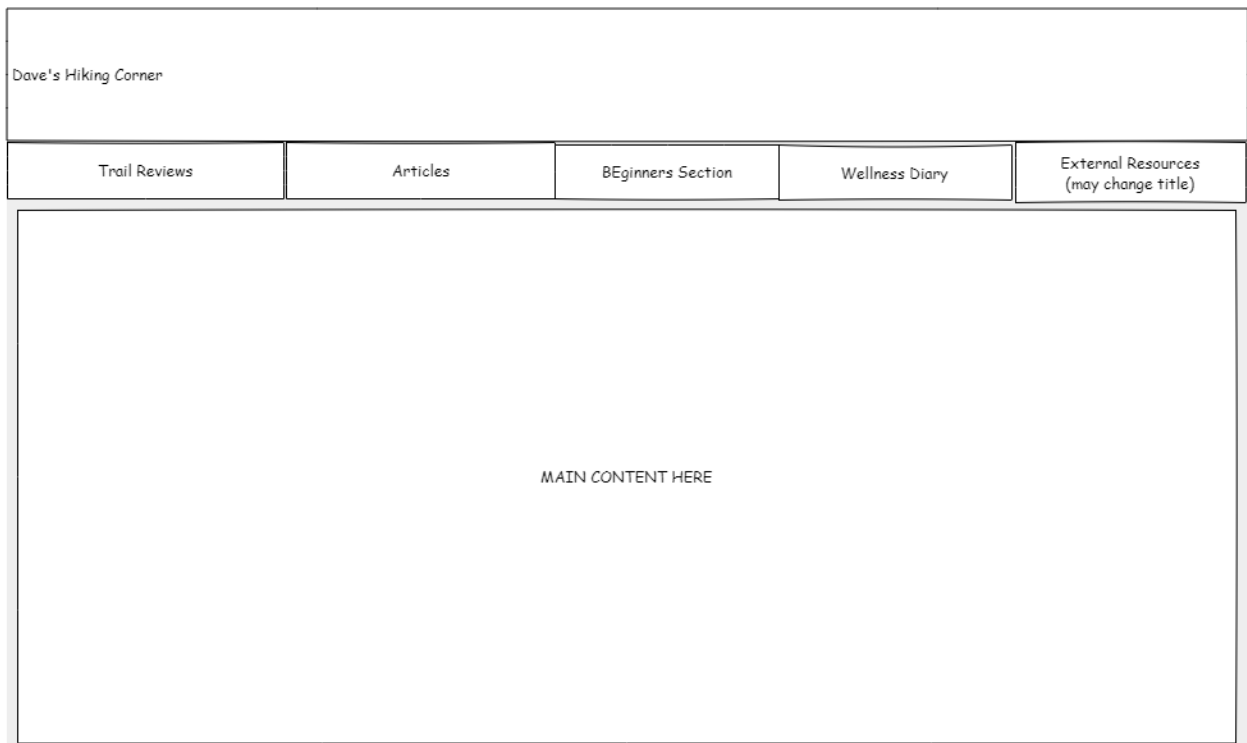 Dave's Hiking Corner
Trail Reviews
Articles
BEginners Section
Wellness Diary
External Resources
(may change title)
MAIN CONTENT HERE